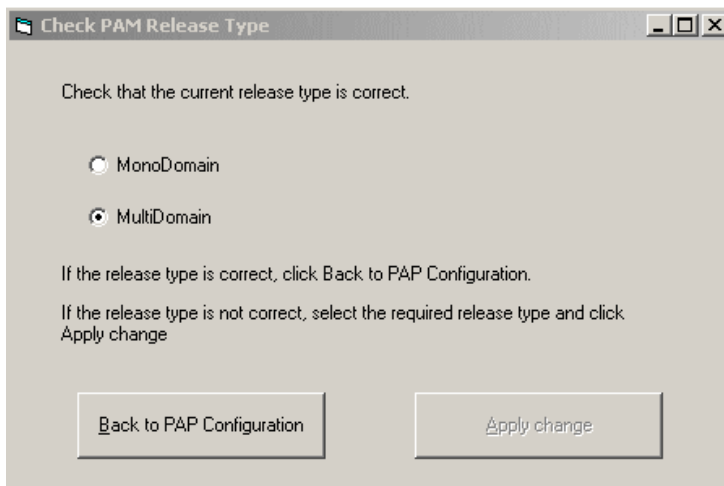 Check PAM Release Type
Check that the current release type is correct.
MonoDomain
MultiDomain
If the release type is correct, click Back to PAP Configuration.
If the release type is not correct, select the required release type and click
Apply change
Back to PAP Configuration
Apply change